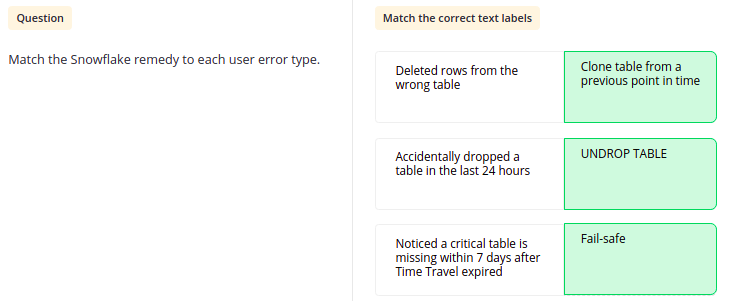 Question
Match the correct text labels
Match the Snowflake remedy to each user error type.
Deleted rows from the
wrong table
Clone table from a
previous point in time
Accidentally dropped a
table in the last 24 hours
UNDROP TABLE
Noticed a critical table is
missing within 7 days after
Time Travel expired
Fail-safe